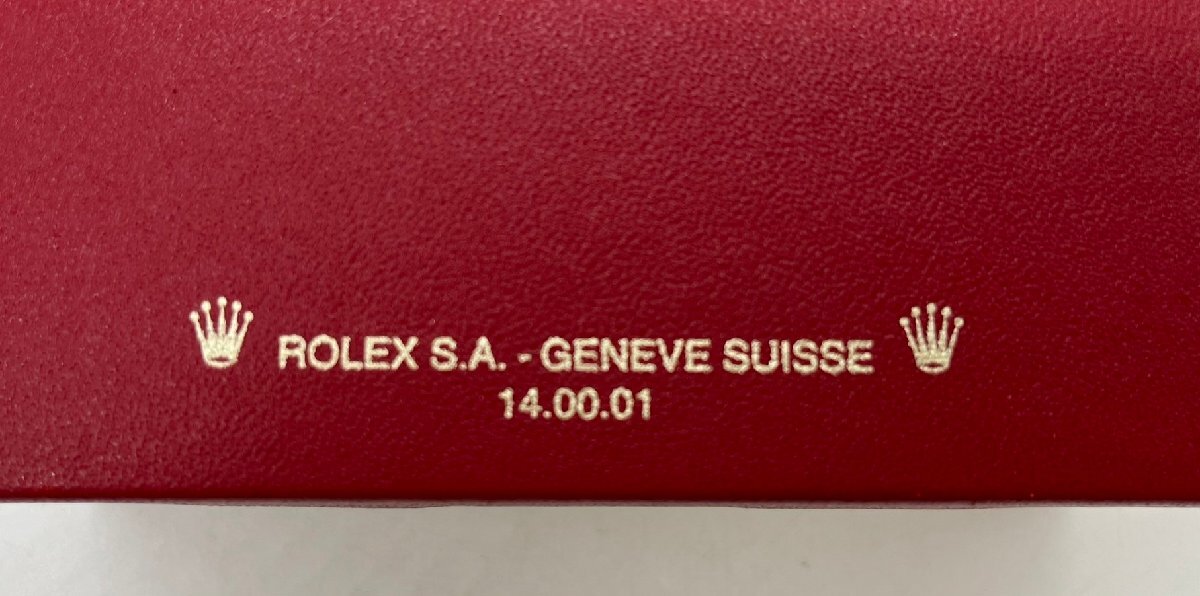 ROLEX S.A. - GENEVE SUISSE
14.00.01